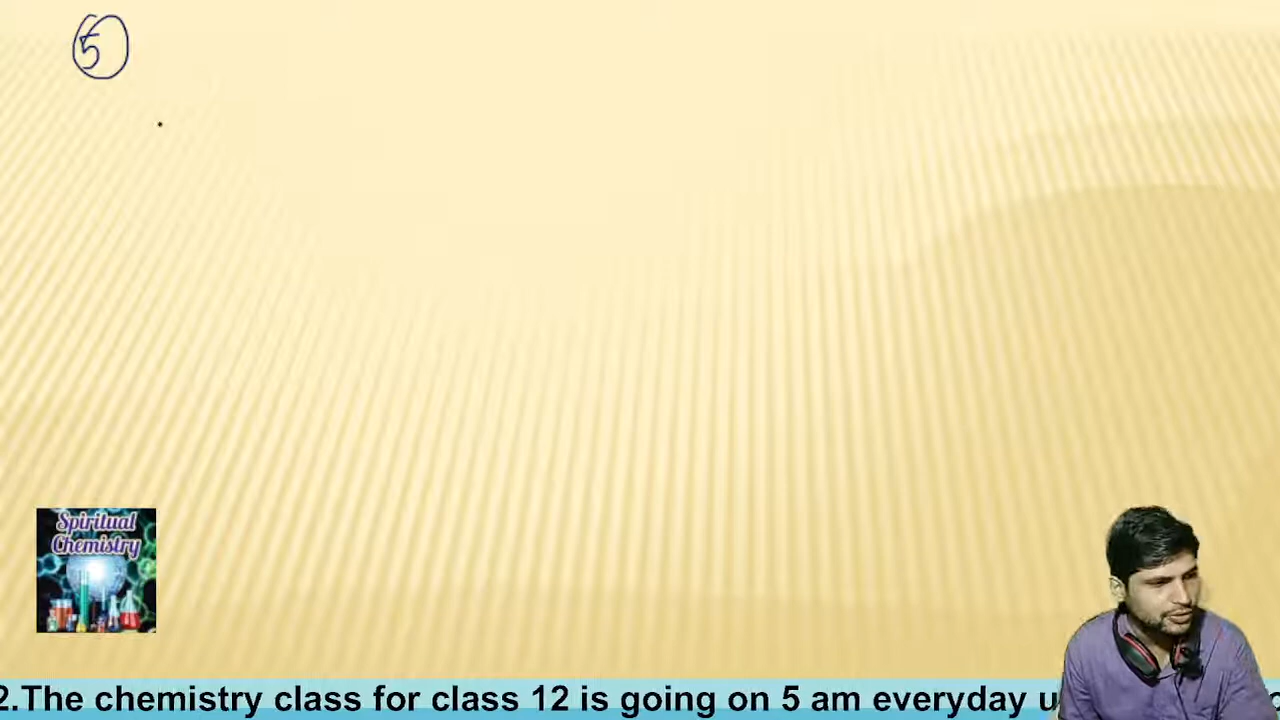 5
Spiritual
Chemistry
2.The chemistry class for class 12 is going on 5 am everyday u